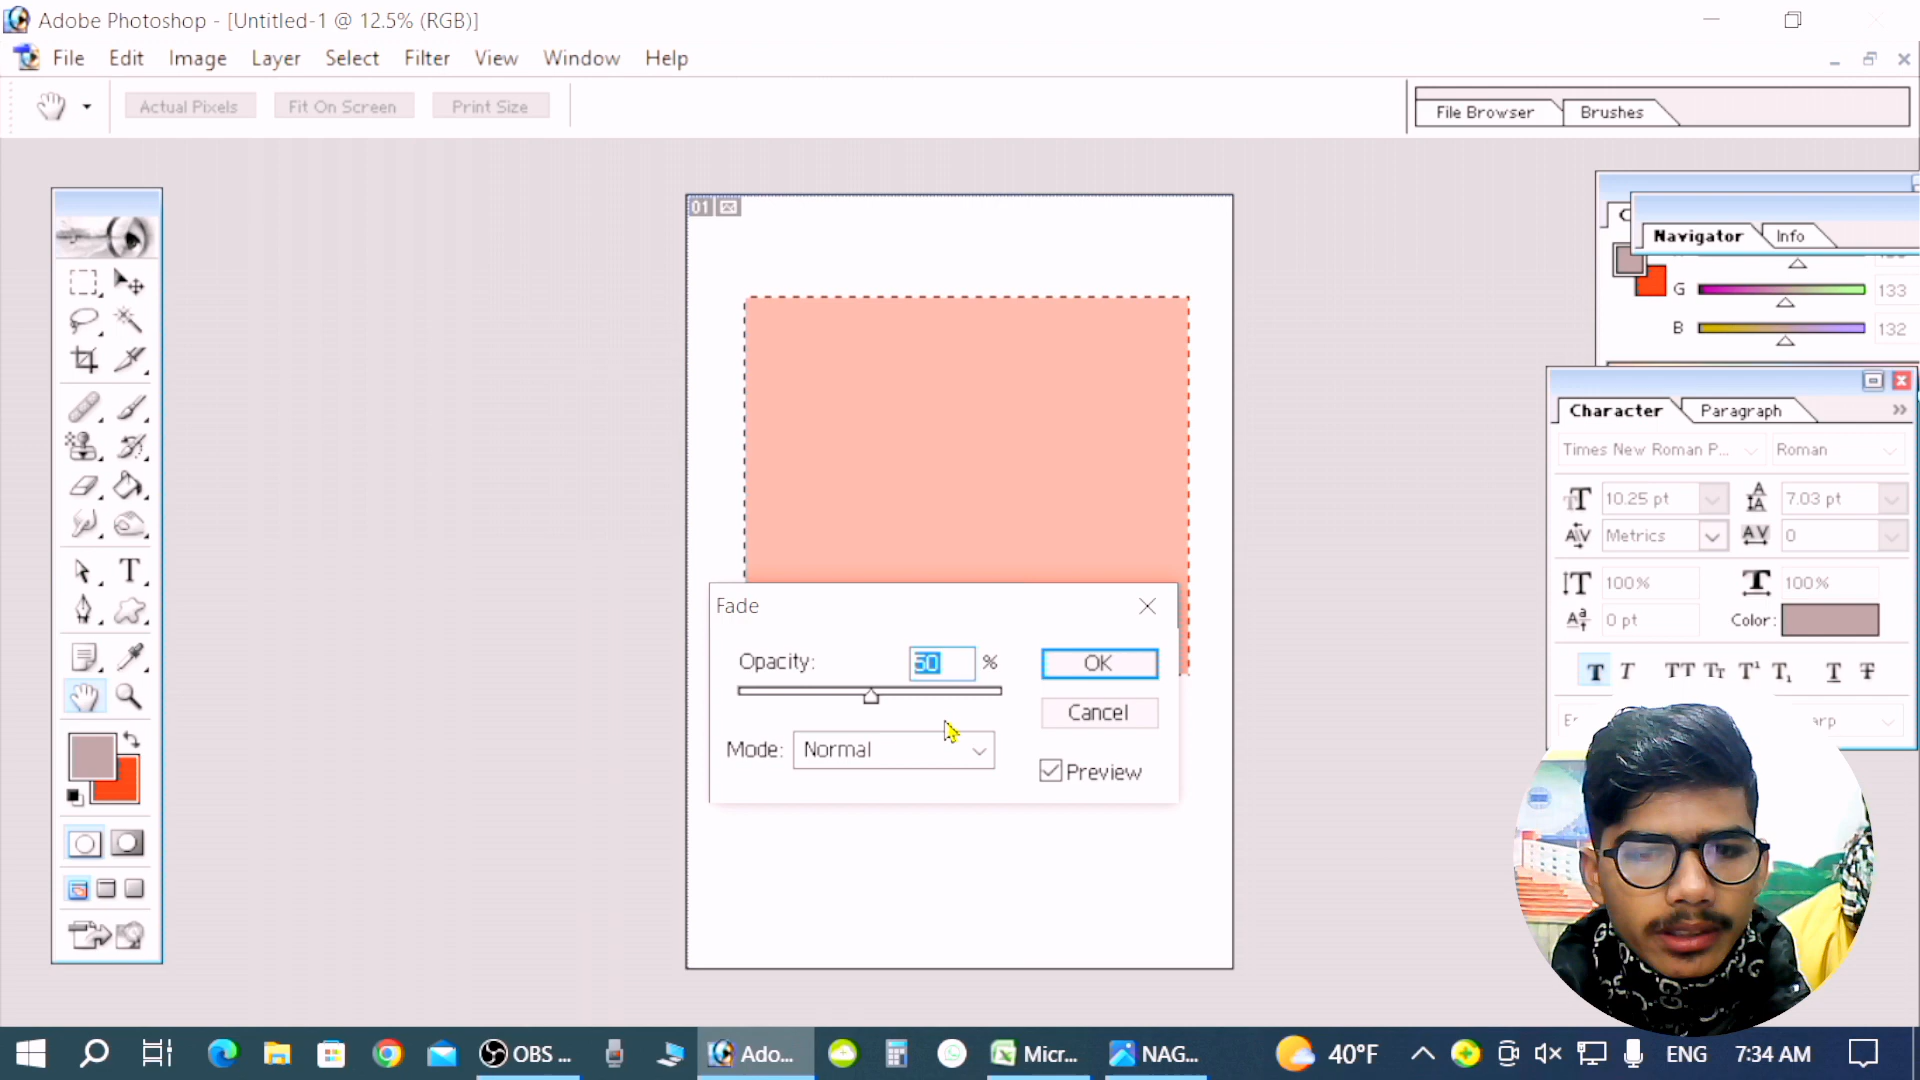 Adobe Photoshop - [Untitled-1 @ 12.5% (RGB)]
File Edit Image Layer Select Filter View Window Help
Actual Pixels Fit On Screen Print Size File Browser Brushes
01
Navigator Info
G 133
B 132
Character Paragraph
Times New Roman P... Roman
10.25 pt 7.03 pt
Metrics 0
100% 100%
0 pt Color:
Fade
Opacity: 50 %
OK
Cancel
Mode: Normal
Preview
OBS ... Ado... Micr... NAG... 40°F ENG 7:34 AM